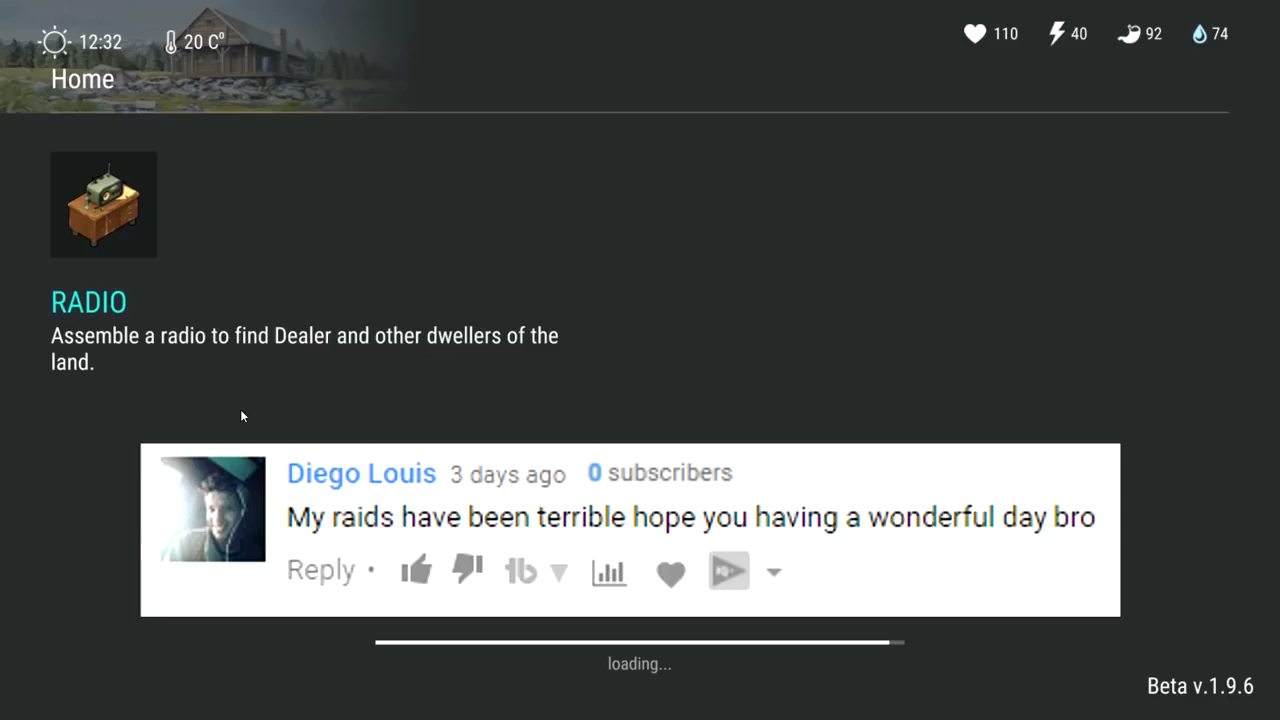 12:32 20 C° 110 40 92 74
Home
RADIO
Assemble a radio to find Dealer and other dwellers of the
land.
Diego Louis 3 days ago 0 subscribers
My raids have been terrible hope you having a wonderful day bro
Reply •
loading...
Beta v.1.9.6